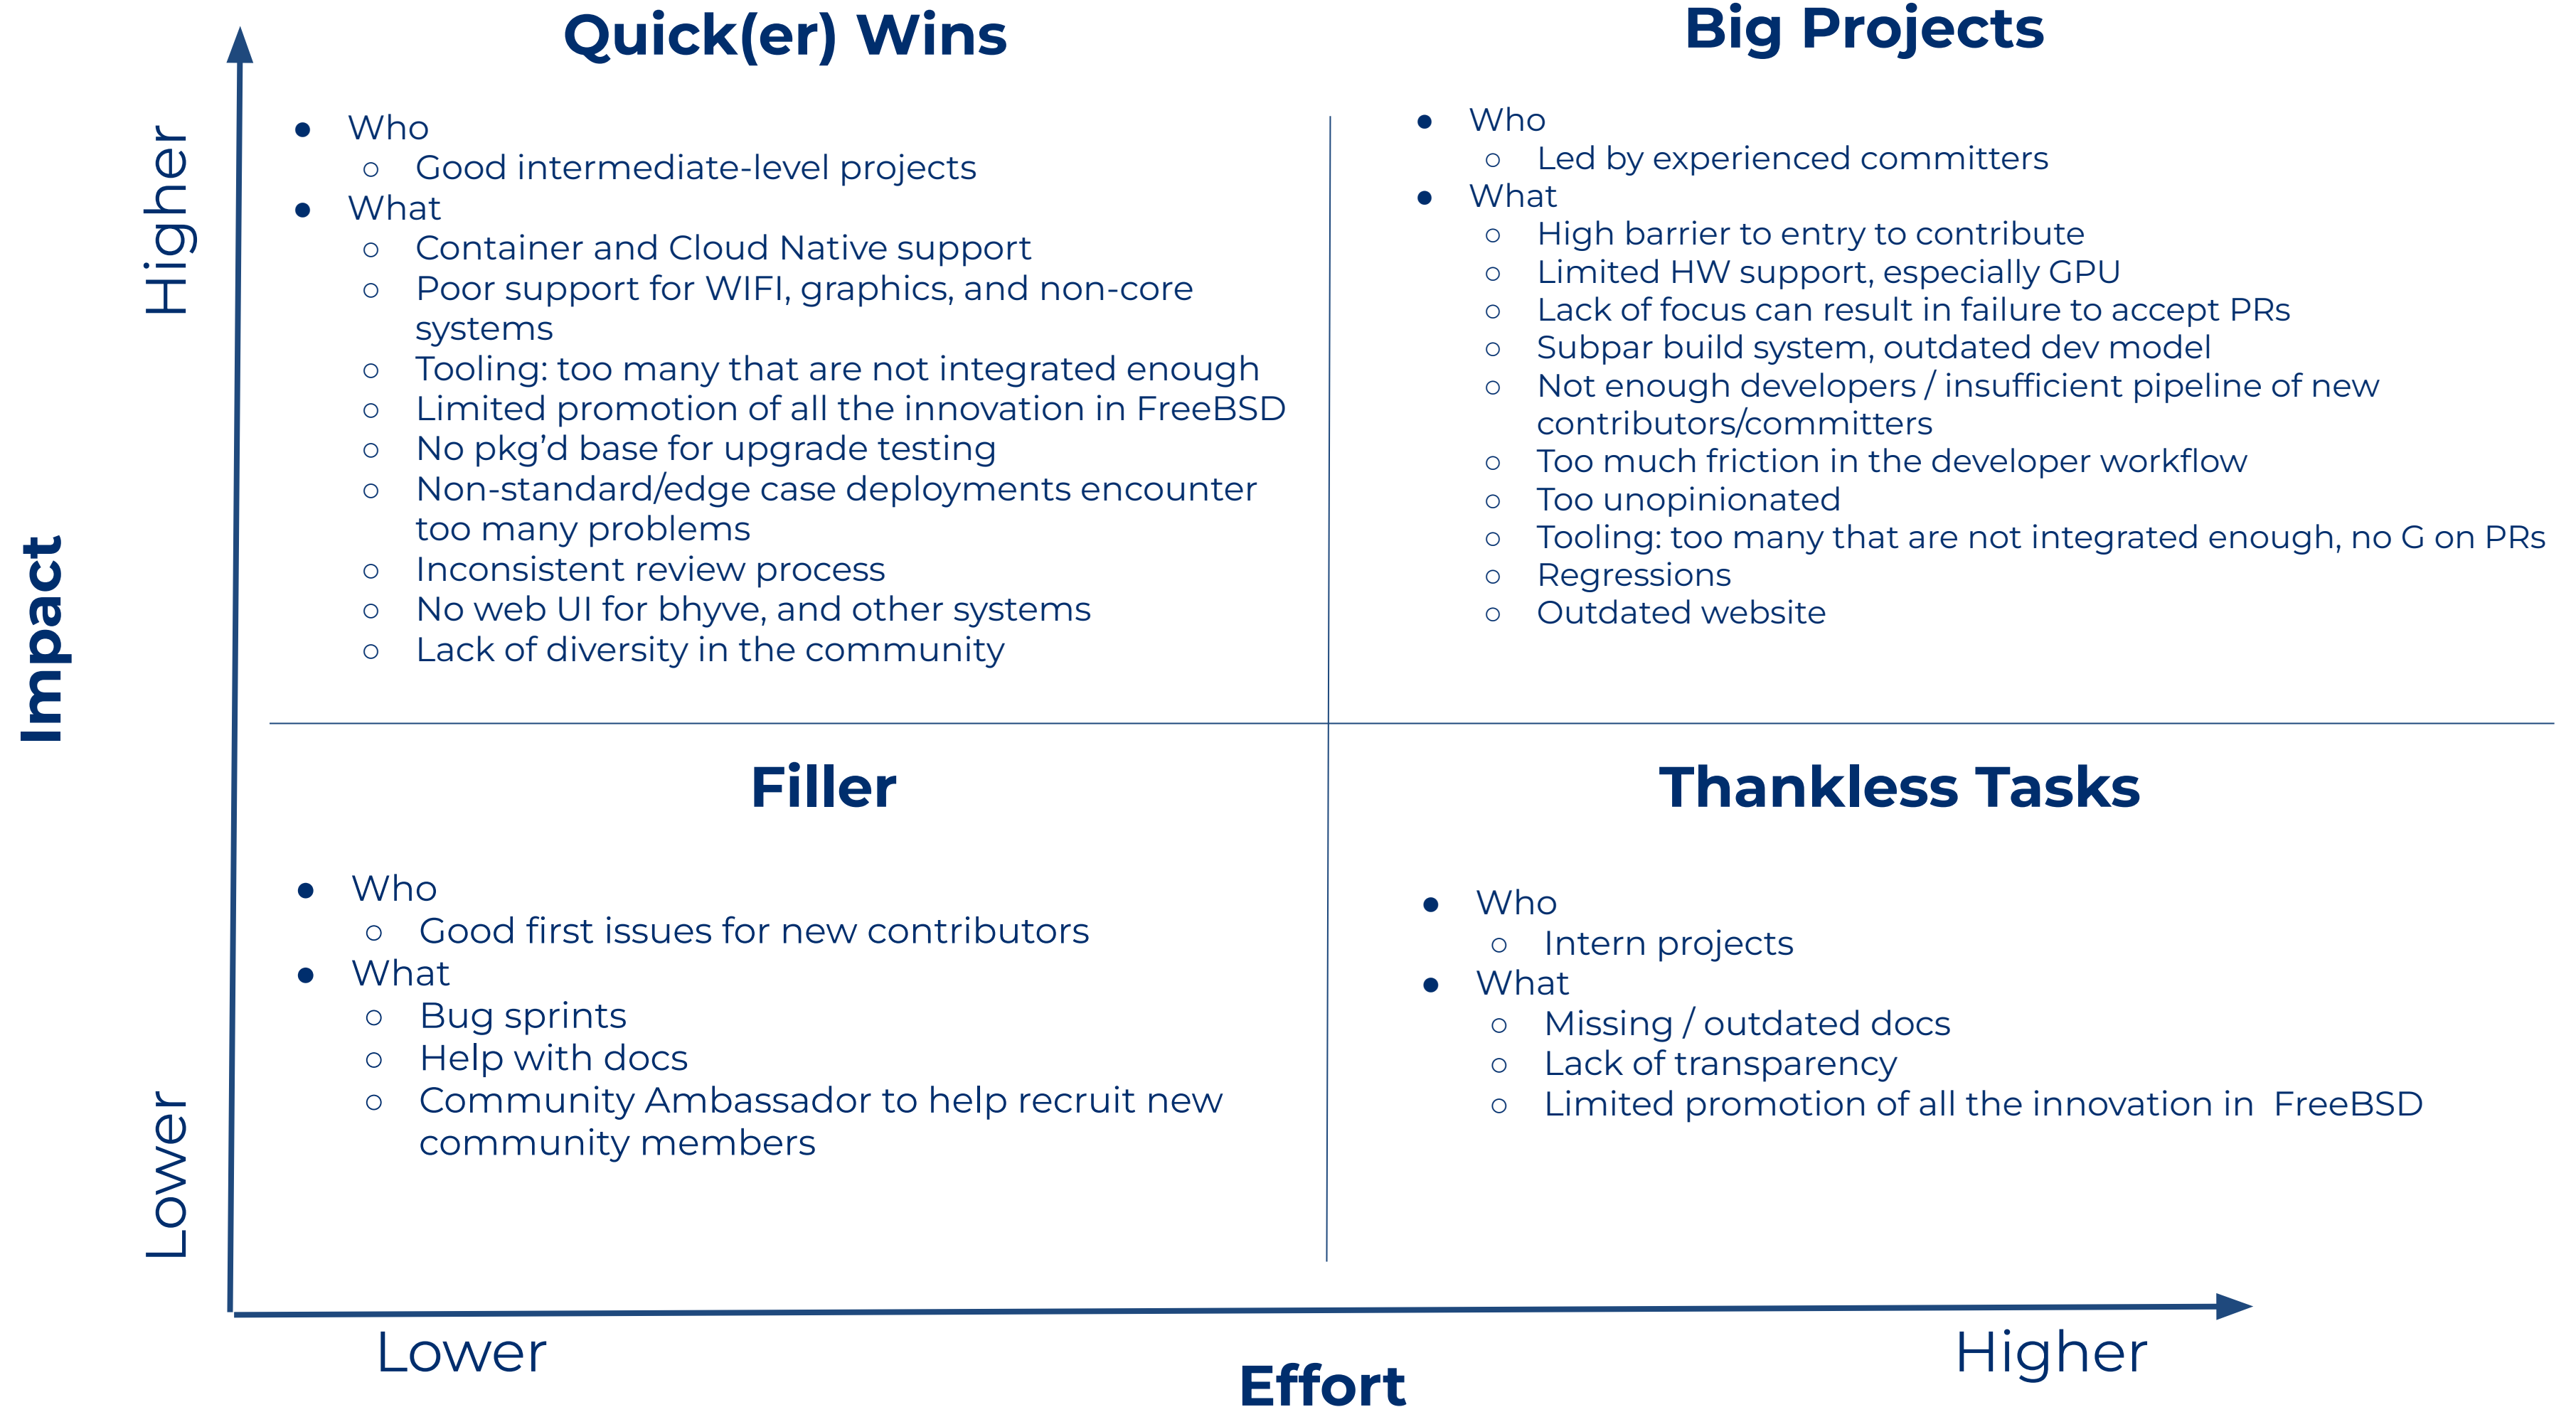 Quick(er) Wins
● Who
○ Good intermediate-level projects
● What
○ Container and Cloud Native support
○ Poor support for WIFI, graphics, and non-core
systems
○ Tooling: too many that are not integrated enough
○ Limited promotion of all the innovation in FreeBSD
○ No pkg’d base for upgrade testing
○ Non-standard/edge case deployments encounter
too many problems
○ Inconsistent review process
○ No web UI for bhyve, and other systems
○ Lack of diversity in the community
Big Projects
● Who
○ Led by experienced committers
● What
○ High barrier to entry to contribute
○ Limited HW support, especially GPU
○ Lack of focus can result in failure to accept PRs
○ Subpar build system, outdated dev model
○ Not enough developers / insufficient pipeline of new
contributors/committers
○ Too much friction in the developer workflow
○ Too unopinionated
○ Tooling: too many that are not integrated enough, no G on PRs
○ Regressions
○ Outdated website
Higher
Impact
Lower
Filler
● Who
○ Good first issues for new contributors
● What
○ Bug sprints
○ Help with docs
○ Community Ambassador to help recruit new
community members
Thankless Tasks
● Who
○ Intern projects
● What
○ Missing / outdated docs
○ Lack of transparency
○ Limited promotion of all the innovation in  FreeBSD
Lower
Effort
Higher